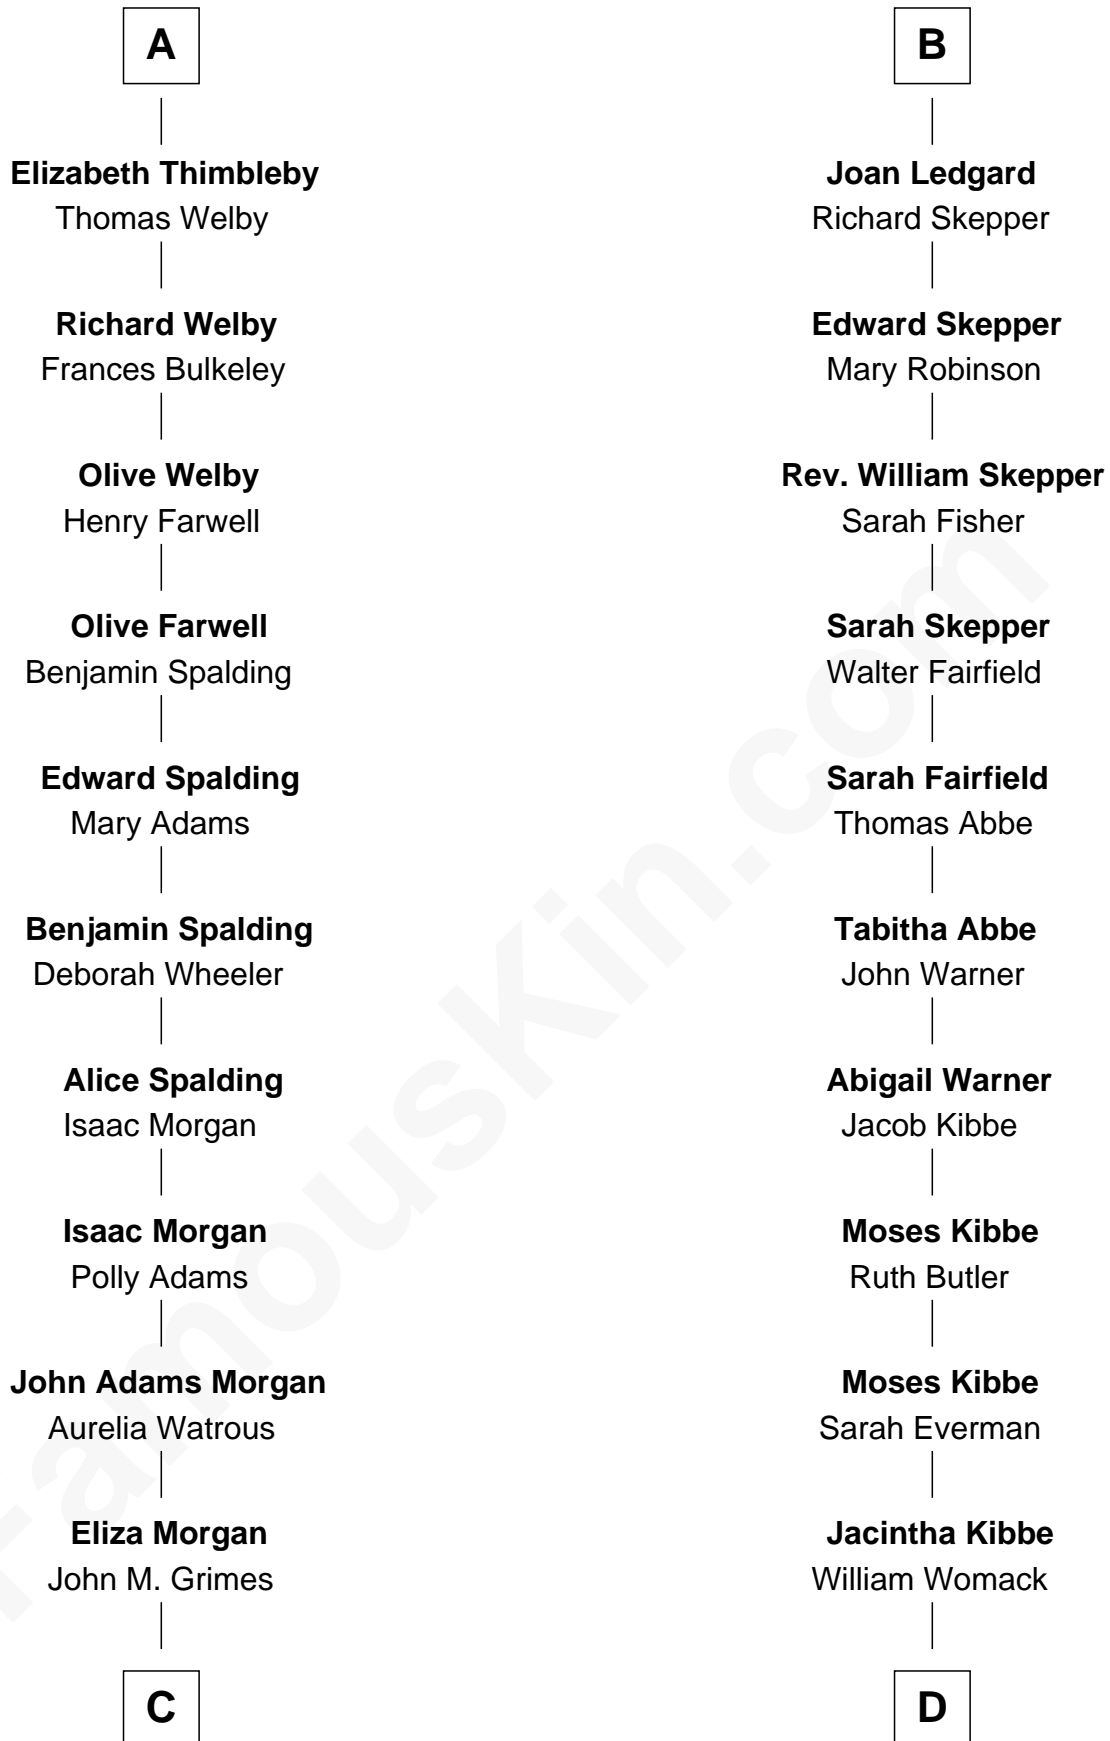 A
Elizabeth Thimbleby
Thomas Welby
Richard Welby
Frances Bulkeley
Olive Welby
Henry Farwell
Olive Farwell
Benjamin Spalding
Edward Spalding
Mary Adams
Benjamin Spalding
Deborah Wheeler
Alice Spalding
Isaac Morgan
Isaac Morgan
Polly Adams
John Adams Morgan
Aurelia Watrous
Eliza Morgan
John M. Grimes
C
B
Joan Ledgard
Richard Skepper
Edward Skepper
Mary Robinson
Rev. William Skepper
Sarah Fisher
Sarah Skepper
Walter Fairfield
Sarah Fairfield
Thomas Abbe
Tabitha Abbe
John Warner
Abigail Warner
Jacob Kibbe
Moses Kibbe
Ruth Butler
Moses Kibbe
Sarah Everman
Jacintha Kibbe
William Womack
D
FamousKin.com